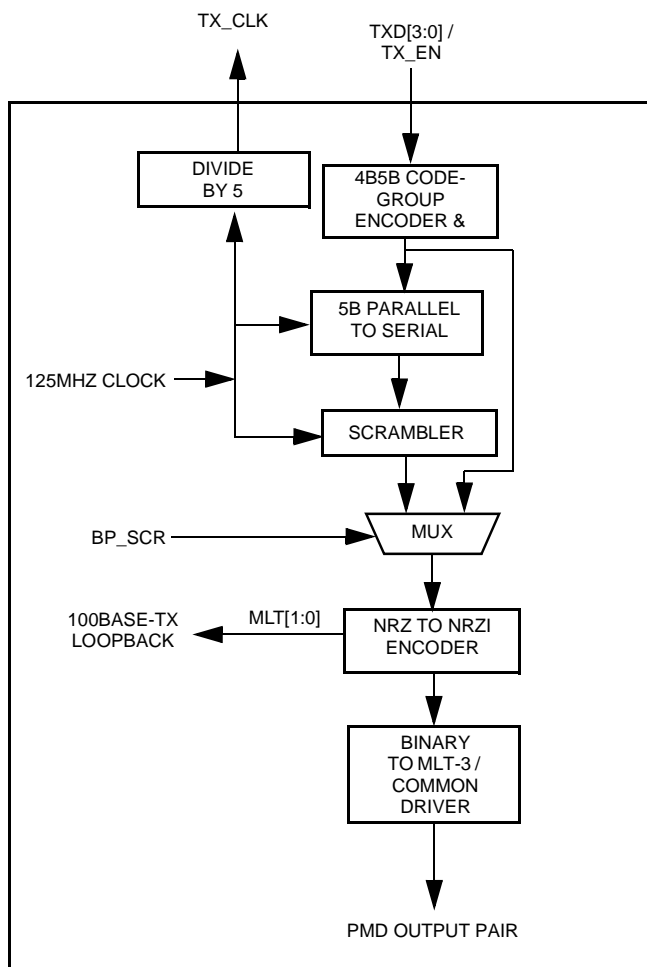 TX_CLK
TXD[3:0] /
TX_EN
DIVIDE
BY 5
4B5B CODE-
GROUP
ENCODER &
5B PARALLEL
TO SERIAL
125MHZ CLOCK
SCRAMBLER
BP_SCR
MUX
100BASE-TX
LOOPBACK
MLT[1:0]
NRZ TO NRZI
ENCODER
BINARY
TO MLT-3 /
COMMON
DRIVER
PMD OUTPUT PAIR